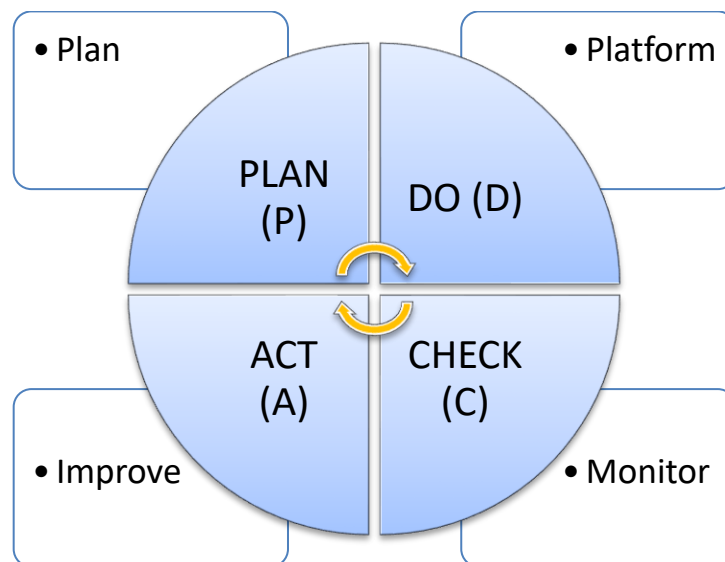 • Plan
• Platform
PLAN
(P)
DO (D)
ACT
(A)
CHECK
(C)
• Improve
• Monitor